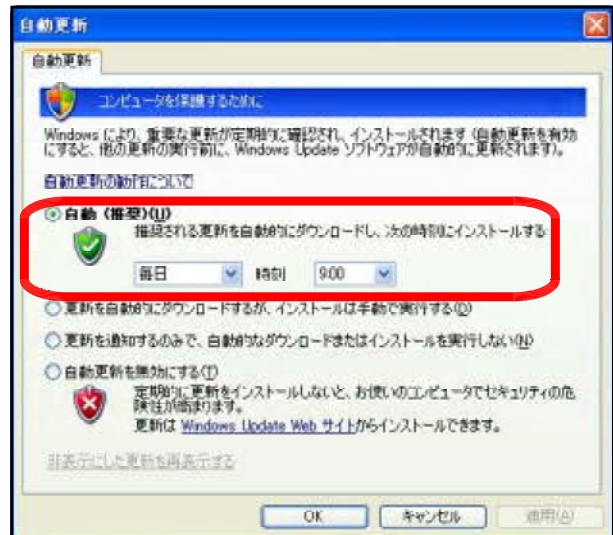 自動更新
自動更新
コンピュータを保護するために
Windows により、重要な更新が定期的に確認され、インストールされます (自動更新を有効
にすると、他の更新の実行前に、Windows Update ソフトウェアが自動的に更新されます)。
自動更新の動作について
自動 (推奨)(U)
推奨される更新を自動的にダウンロードし、次の時刻にインストールする
毎日 時刻 9:00
更新を自動的にダウンロードするが、インストールは手動で実行する(D)
更新を通知するのみで、自動的なダウンロードまたはインストールを実行しない(N)
自動更新を無効にする(T)
定期的に更新をインストールしないと、お使いのコンピュータでセキュリティの危
険性が高まります。
更新は Windows Update Web サイトからインストールできます。
非表示にした更新を再表示する
OK キャンセル 適用(A)